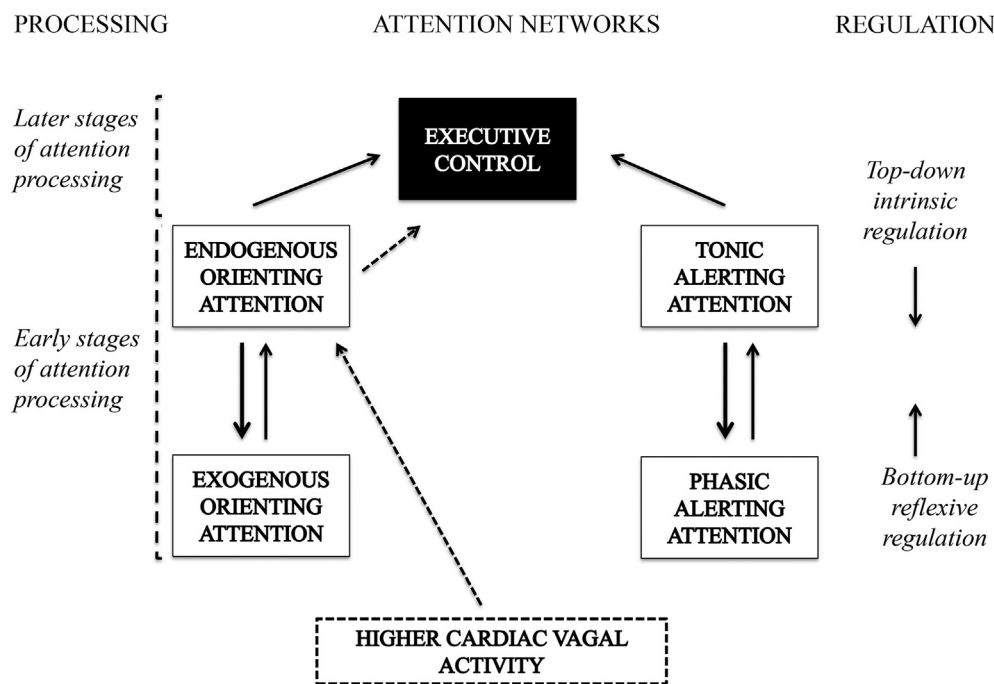 PROCESSING
ATTENTION NETWORKS
REGULATION
Later stages
of attention
processing
EXECUTIVE
CONTROL
Top-down
intrinsic
regulation
ENDOGENOUS
ORIENTING
ATTENTION
TONIC
ALERTING
ATTENTION
Early stages
of attention
processing
EXOGENOUS
ORIENTING
ATTENTION
PHASIC
ALERTING
ATTENTION
Bottom-up
reflexive
regulation
HIGHER CARDIAC VAGAL
ACTIVITY